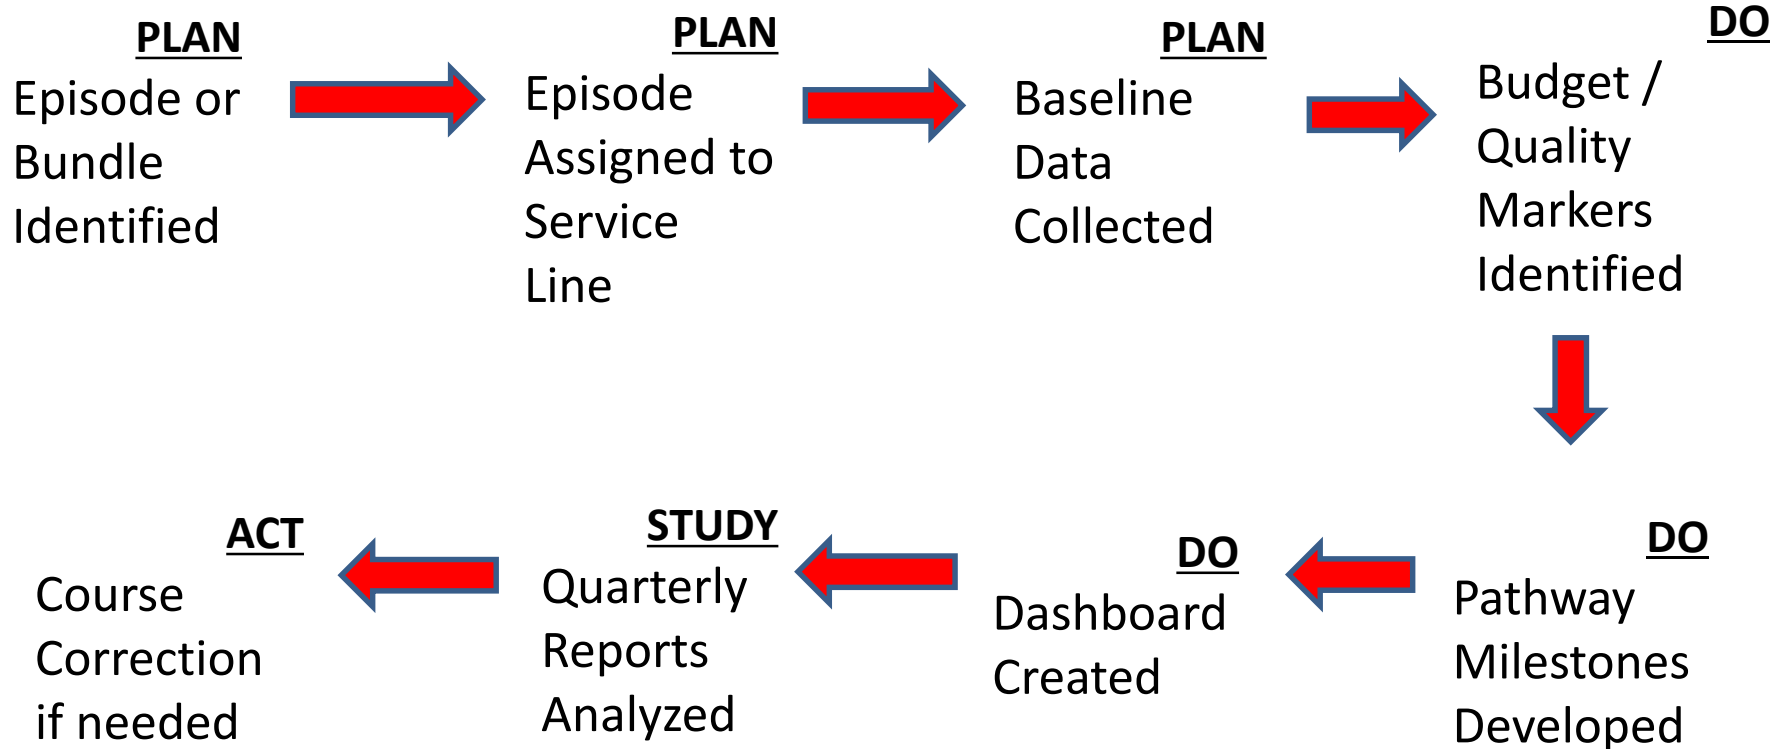 PLAN
Episode or
Bundle
Identified
PLAN
Episode
Assigned to
Service
Line
PLAN
Baseline
Data
Collected
DO
Budget /
Quality
Markers
Identified
DO
Pathway
Milestones
Developed
DO
Dashboard
Created
STUDY
Quarterly
Reports
Analyzed
ACT
Course
Correction
if needed